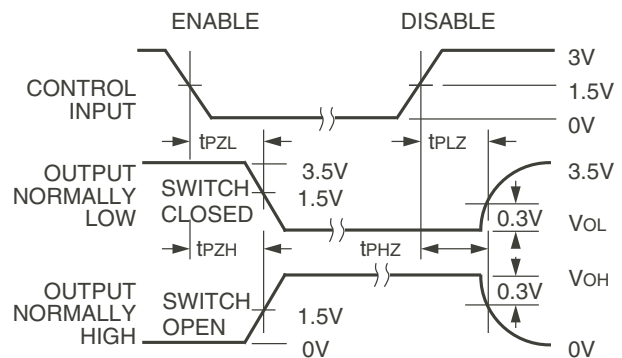 ENABLE DISABLE
3V
CONTROL
INPUT
1.5V
0V
tPZL tPLZ
OUTPUT
NORMALLY
LOW
SWITCH
CLOSED
3.5V
1.5V
3.5V
0.3V
VOL
tPZH tPHZ
OUTPUT
NORMALLY
HIGH
SWITCH
OPEN
1.5V
0V
VOH
0.3V
0V